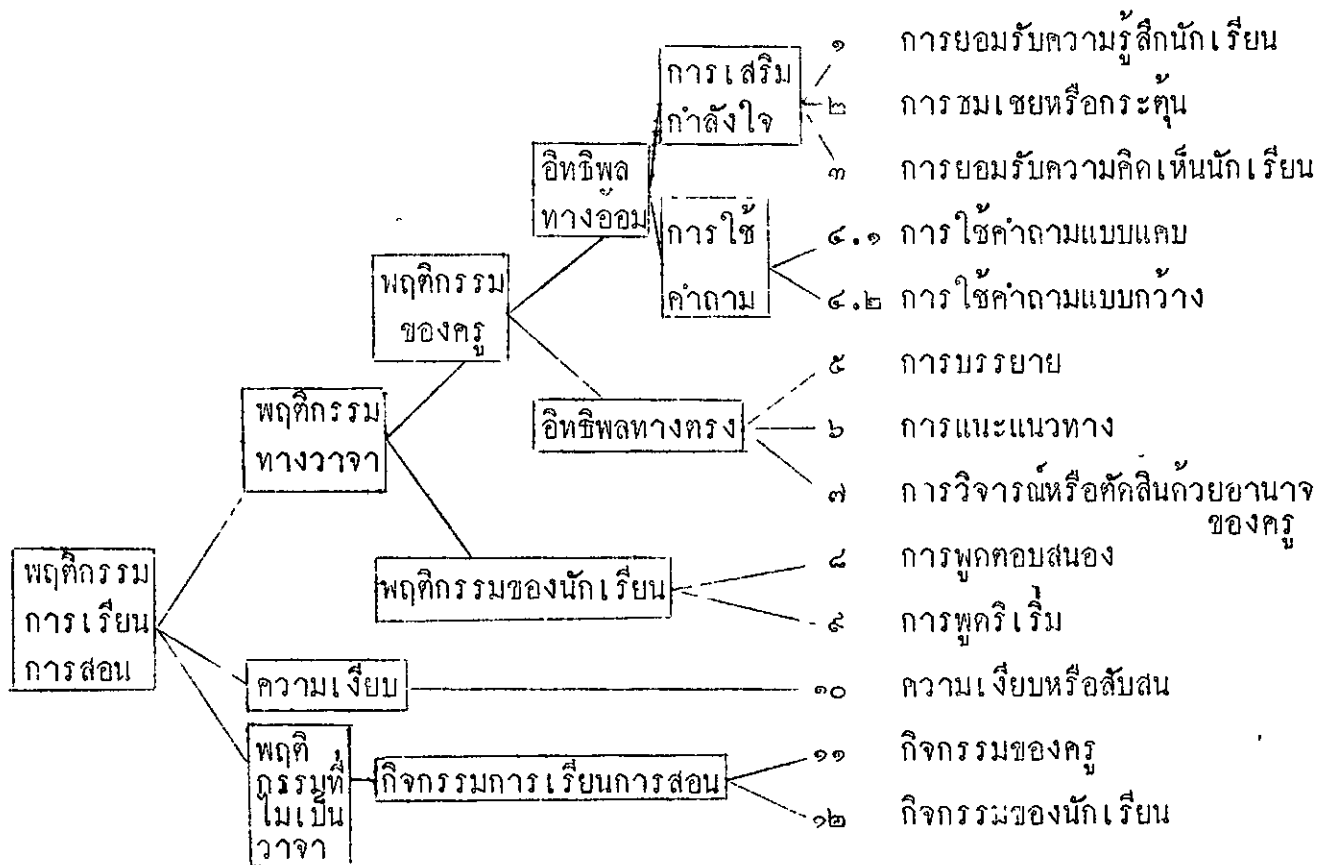 การเสริม
กำลังใจ
๑ การยอมรับความรู้สึกนักเรียน
๒ การชมเชยหรือกระตุ้น
๓ การยอมรับความคิดเห็นนักเรียน
อิทธิพล
ทางอ้อม
การใช้
คำถาม
๔.๑ การใช้คำถามแบบแคบ
๔.๒ การใช้คำถามแบบกว้าง
พฤติกรรม
ของครู
อิทธิพลทางตรง
๕ การบรรยาย
๖ การแนะแนวทาง
๗ การวิจารณ์หรือตัดสินด้วยอำนาจ
ของครู
พฤติกรรม
ทางวาจา
พฤติกรรมของนักเรียน
๘ การพูดตอบสนอง
๙ การพูดริเริ่ม
พฤติกรรม
การเรียน
การสอน
ความเงียบ
๑๐ ความเงียบหรือสับสน
พฤติ
กรรมที่
ไม่เป็น
วาจา
กิจกรรมการเรียนการสอน
๑๑ กิจกรรมของครู
๑๒ กิจกรรมของนักเรียน